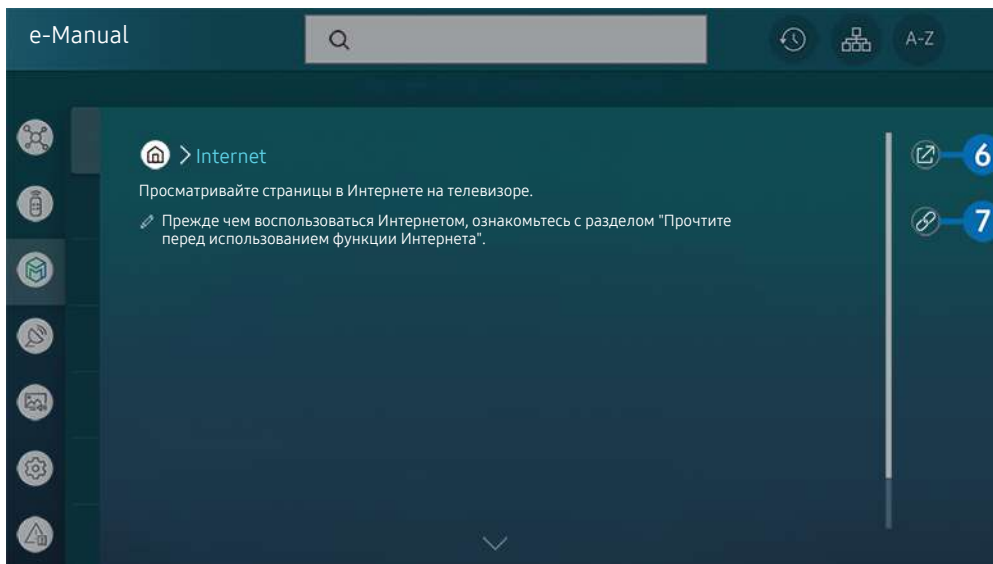 e-Manual
A-Z
> Internet
6
Просматривайте страницы в Интернете на телевизоре.
Прежде чем воспользоваться Интернетом, ознакомьтесь с разделом "Прочтите
перед использованием функции Интернета".
7